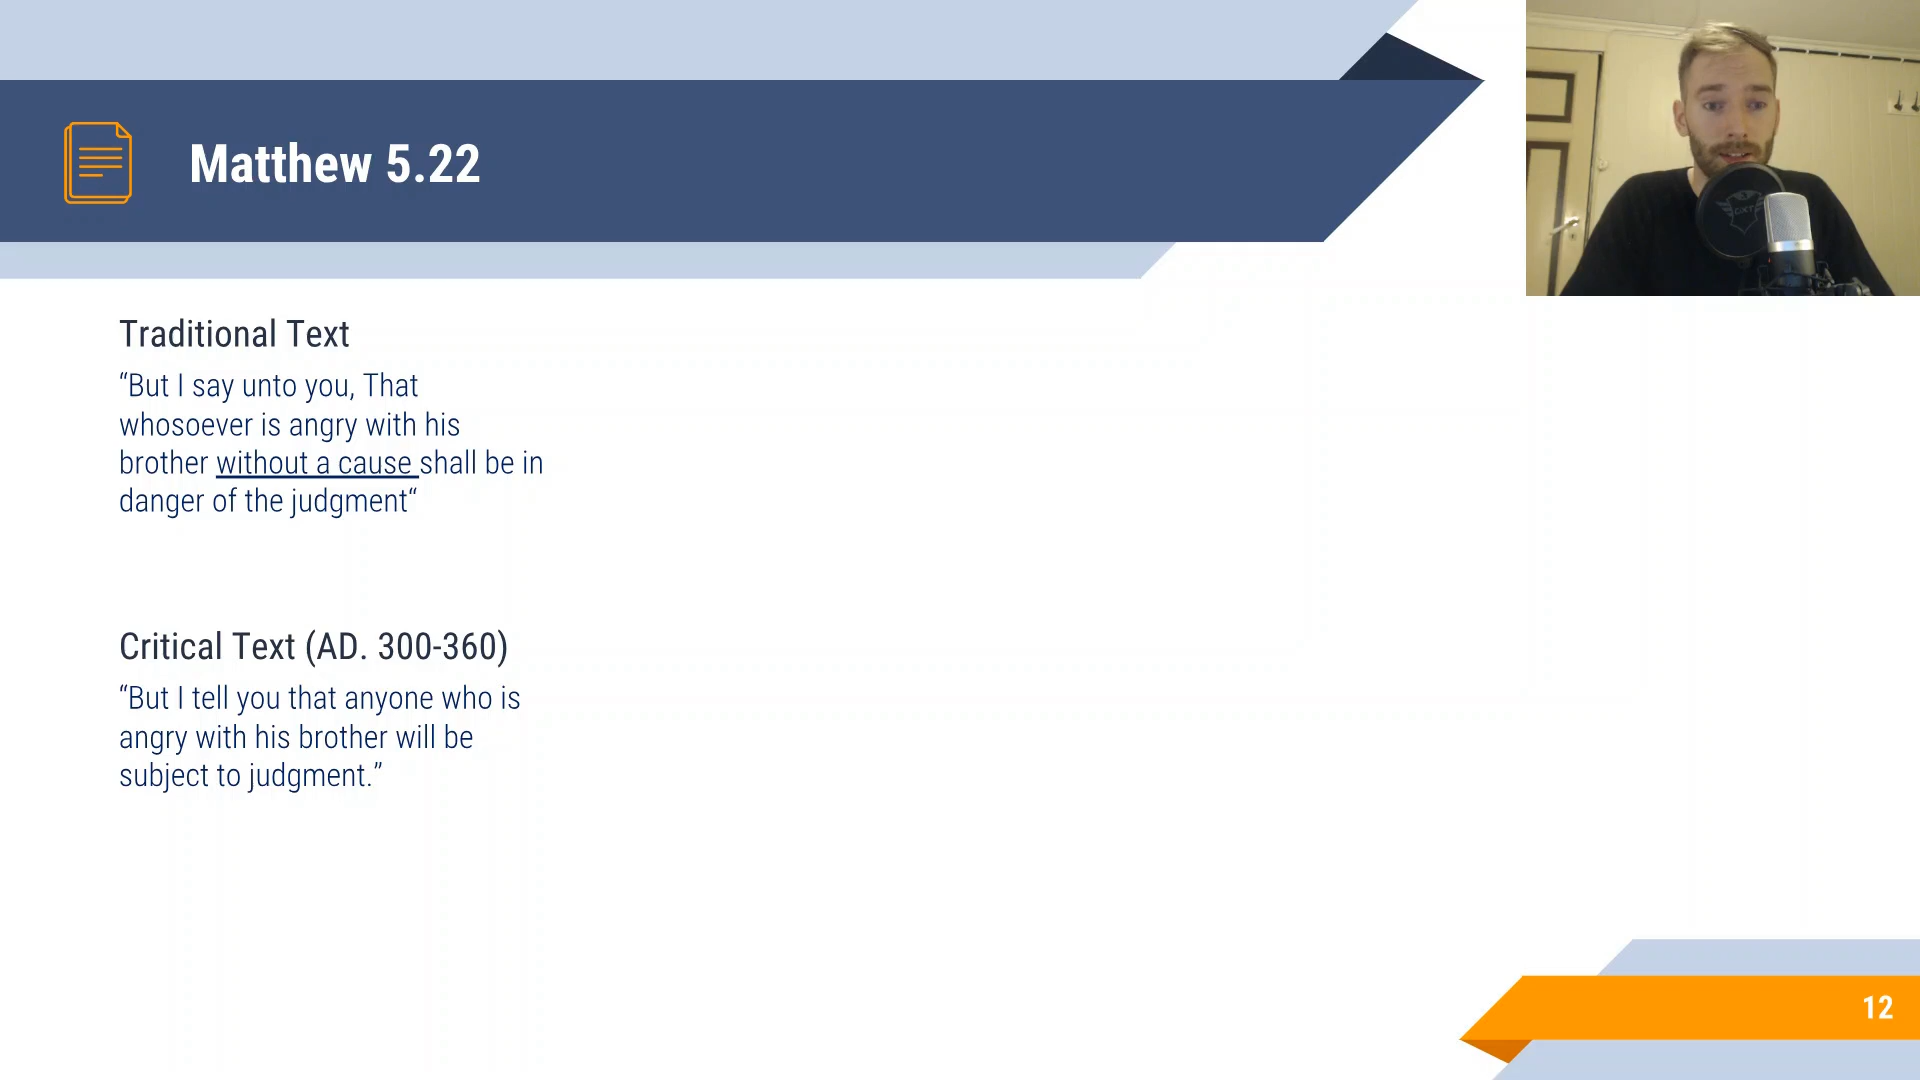 Matthew 5.22
Traditional Text
“But I say unto you, That
whosoever is angry with his
brother without a cause shall be in
danger of the judgment“
Critical Text (AD. 300-360)
“But I tell you that anyone who is
angry with his brother will be
subject to judgment.”
12